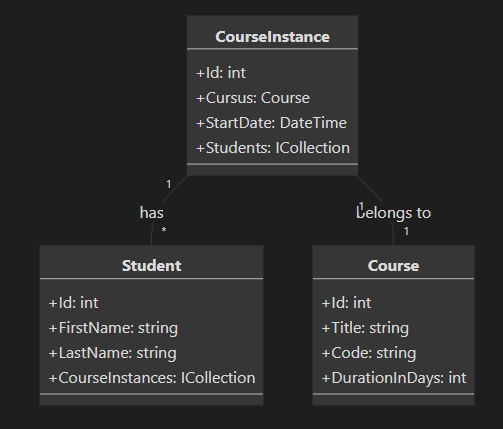 CourseInstance
+Id: int
+Cursus: Course
+StartDate: DateTime
+Students: ICollection
1
has
*
1
belongs to
1
Student
+Id: int
+FirstName: string
+LastName: string
+CourseInstances: ICollection
Course
+Id: int
+Title: string
+Code: string
+DurationInDays: int